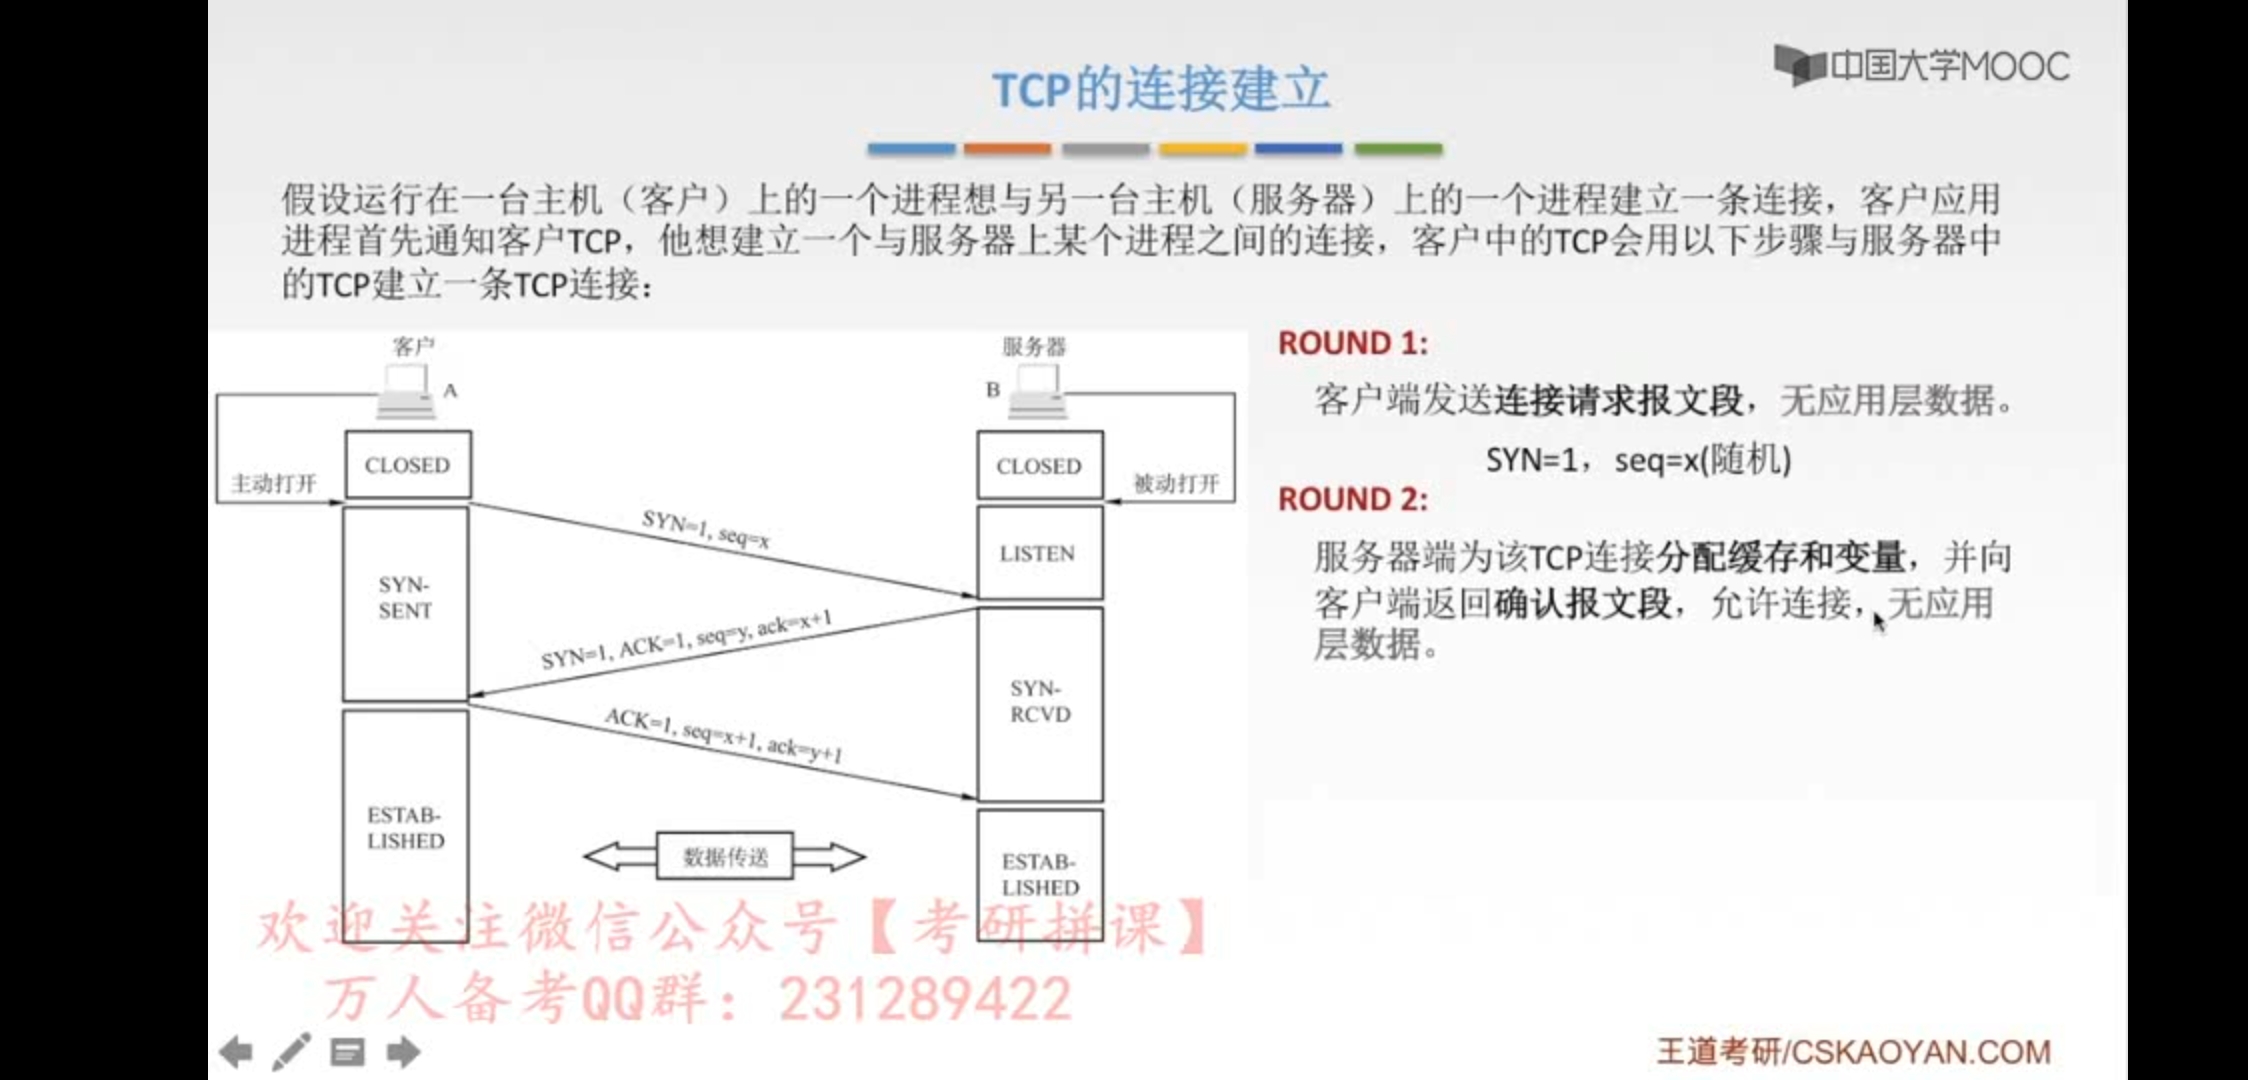 中国大学MOOC
TCP的连接建立
假设运行在一台主机（客户）上的一个进程想与另一台主机（服务器）上的一个进程建立一条连接，客户应用
进程首先通知客户TCP，他想建立一个与服务器上某个进程之间的连接，客户中的TCP会用以下步骤与服务器中
的TCP建立一条TCP连接：
客户
A
服务器
B
主动打开
CLOSED
CLOSED
被动打开
SYN=1, seq=x
LISTEN
SYN-
SENT
SYN=1, ACK=1, seq=y, ack=x+1
SYN-
RCVD
ACK=1, seq=x+1, ack=y+1
ESTAB-
LISHED
数据传送
ESTAB-
LISHED
ROUND 1:
客户端发送连接请求报文段，无应用层数据。
SYN=1，seq=x(随机)
ROUND 2:
服务器端为该TCP连接分配缓存和变量，并向
客户端返回确认报文段，允许连接，无应用
层数据。
欢迎关注微信公众号【考研拼课】
万人备考QQ群：231289422
王道考研/CSKAOYAN.COM